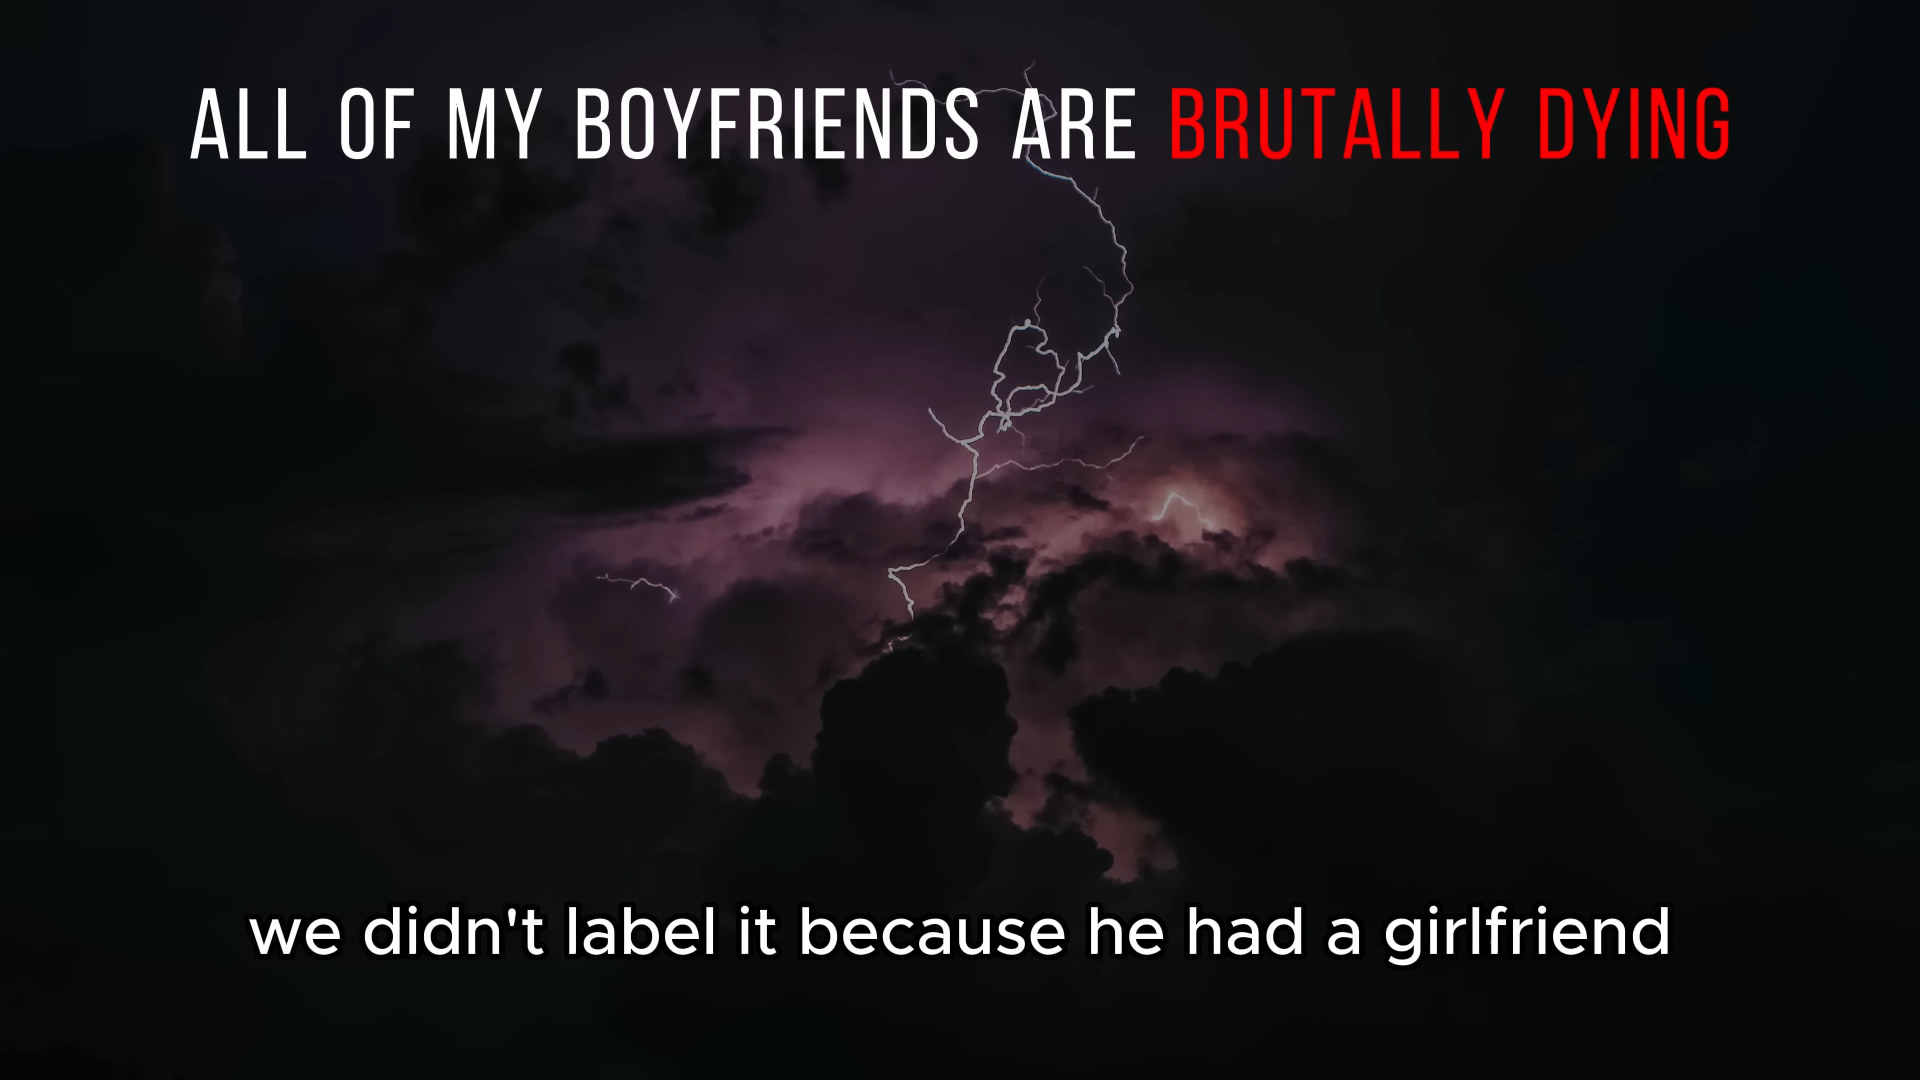 ALL OF MY BOYFRIENDS ARE BRUTALLY DYING
we didn't label it because he had a girlfriend